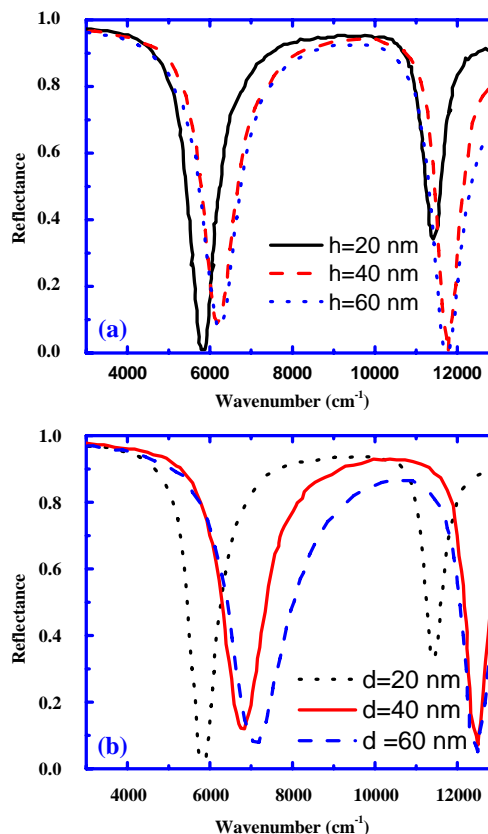 1.0
0.8
0.6
0.4
0.2
0.0
Reflectance
h=20 nm
h=40 nm
h=60 nm
(a)
4000 6000 8000 10000 12000
Wavenumber (cm-1)
1.0
0.8
0.6
0.4
0.2
0.0
Reflectance
d=20 nm
d=40 nm
d =60 nm
(b)
4000 6000 8000 10000 12000
Wavenumber (cm-1)